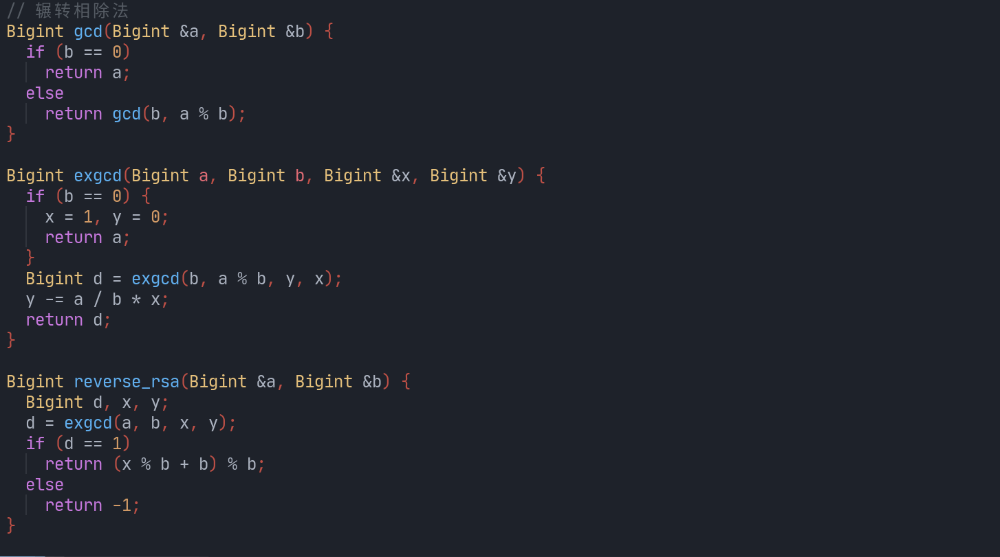 // 辗转相除法
Bigint gcd(Bigint &a, Bigint &b) {
  if (b == 0)
    return a;
  else
    return gcd(b, a % b);
}

Bigint exgcd(Bigint a, Bigint b, Bigint &x, Bigint &y) {
  if (b == 0) {
    x = 1, y = 0;
    return a;
  }
  Bigint d = exgcd(b, a % b, y, x);
  y -= a / b * x;
  return d;
}

Bigint reverse_rsa(Bigint &a, Bigint &b) {
  Bigint d, x, y;
  d = exgcd(a, b, x, y);
  if (d == 1)
    return (x % b + b) % b;
  else
    return -1;
}